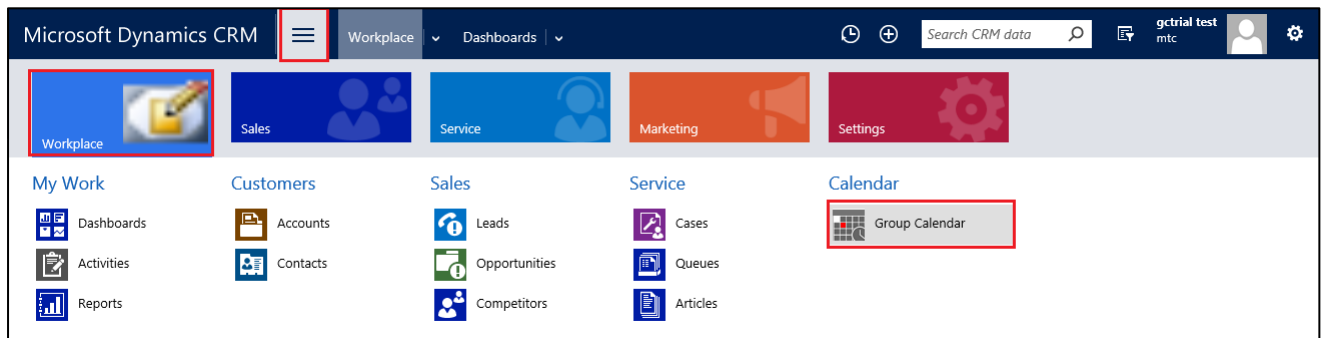 Microsoft Dynamics CRM Workplace Dashboards Search CRM data gctrial test
mtc
Workplace Sales Service Marketing Settings
My Work Customers Sales Service Calendar
Dashboards Accounts Leads Cases Group Calendar
Activities Contacts Opportunities Queues
Reports Competitors Articles